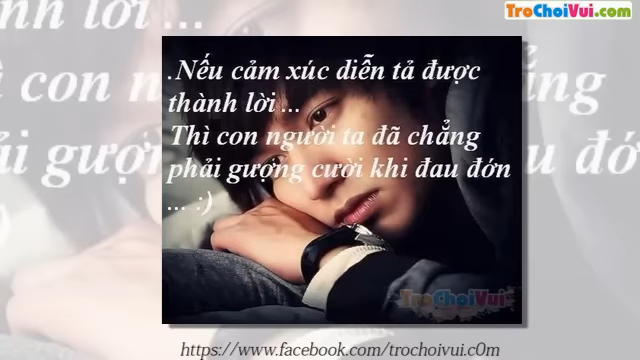 TroChoiVui.com
.Nếu cảm xúc diễn tả được
thành lời ...
Thì con người ta đã chẳng
phải gượng cười khi đau đớn
... :)
TroChoiVui
https://www.facebook.com/trochoivui.c0m